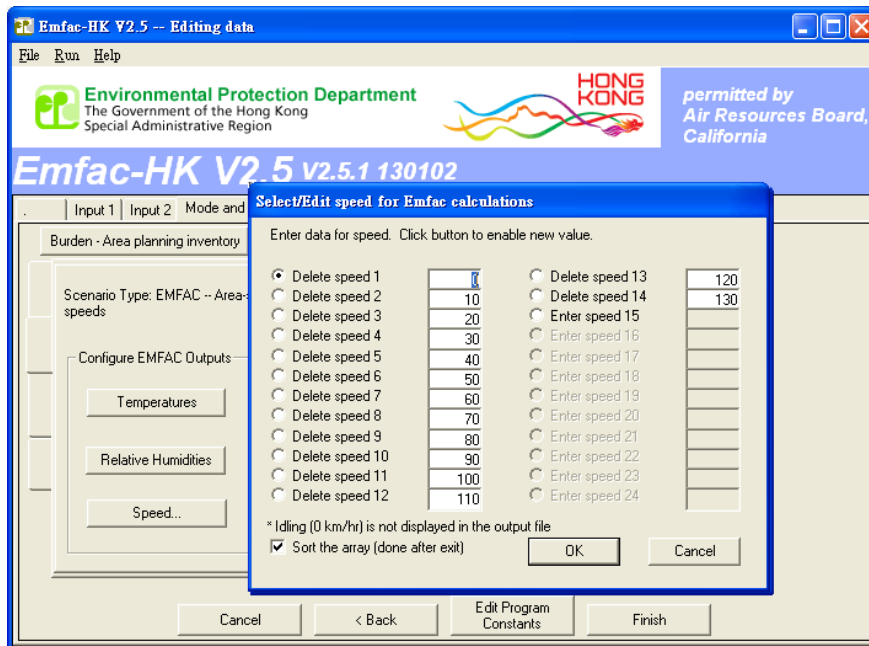 Emfac-HK V2.5 -- Editing data
File Run Help
Environmental Protection Department
The Government of the Hong Kong
Special Administrative Region
HONG
KONG
permitted by
Air Resources Board,
California
Emfac-HK V2.5 V2.5.1 130102
. Input 1 Input 2 Mode and
Burden - Area planning inventory
Scenario Type: EMFAC -- Area-
speeds
Configure EMFAC Outputs
Temperatures
Relative Humidities
Speed...
Select/Edit speed for Emfac calculations
Enter data for speed. Click button to enable new value.
Delete speed 1 0
Delete speed 2 10
Delete speed 3 20
Delete speed 4 30
Delete speed 5 40
Delete speed 6 50
Delete speed 7 60
Delete speed 8 70
Delete speed 9 80
Delete speed 10 90
Delete speed 11 100
Delete speed 12 110
Delete speed 13 120
Delete speed 14 130
Enter speed 15
Enter speed 16
Enter speed 17
Enter speed 18
Enter speed 19
Enter speed 20
Enter speed 21
Enter speed 22
Enter speed 23
Enter speed 24
* Idling (0 km/hr) is not displayed in the output file
Sort the array (done after exit)
OK
Cancel
Cancel
< Back
Edit Program
Constants
Finish